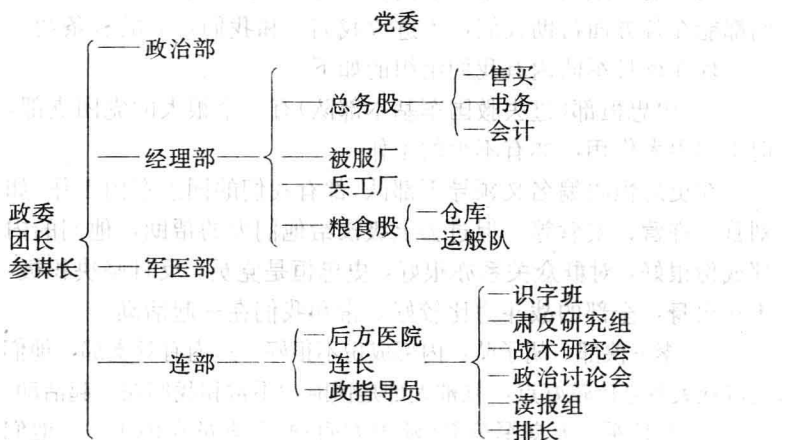 党委
政治部
售买
总务股
书务
会计
经理部
被服厂
兵工厂
政委
团长
参谋长
粮食股
仓库
运般队
军医部
识字班
后方医院
肃反研究组
连部
连长
战术研究会
政指导员
政治讨论会
读报组
排长